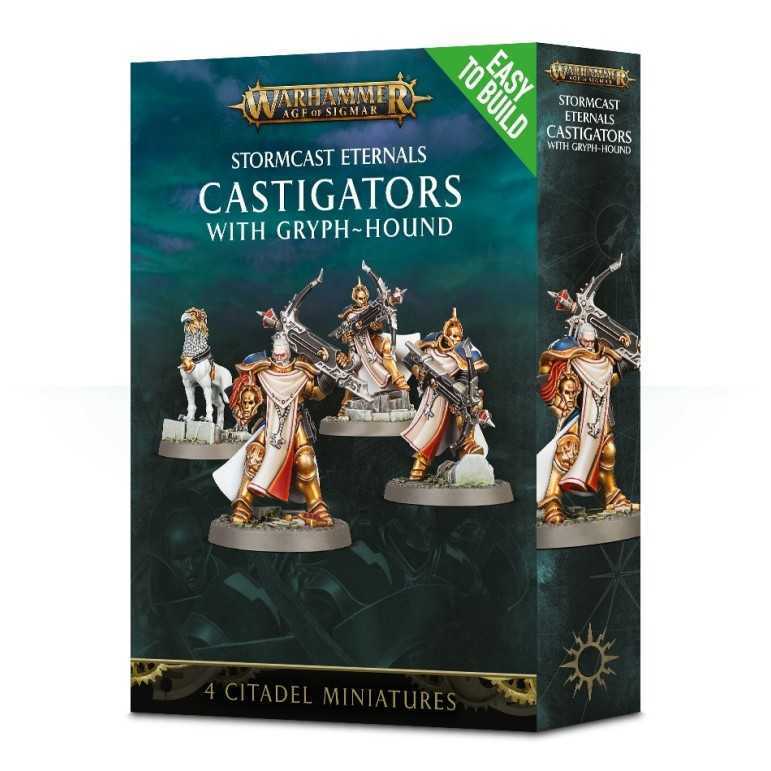 WARHAMMER
AGE OF SIGMAR
STORMCAST ETERNALS
CASTIGATORS
WITH GRYPH~HOUND
EASY
TO BUILD
4 CITADEL MINIATURES
WARHAMMER
AGE OF SIGMAR
STORMCAST
ETERNALS
CASTIGATORS
WITH GRYPH~HOUND